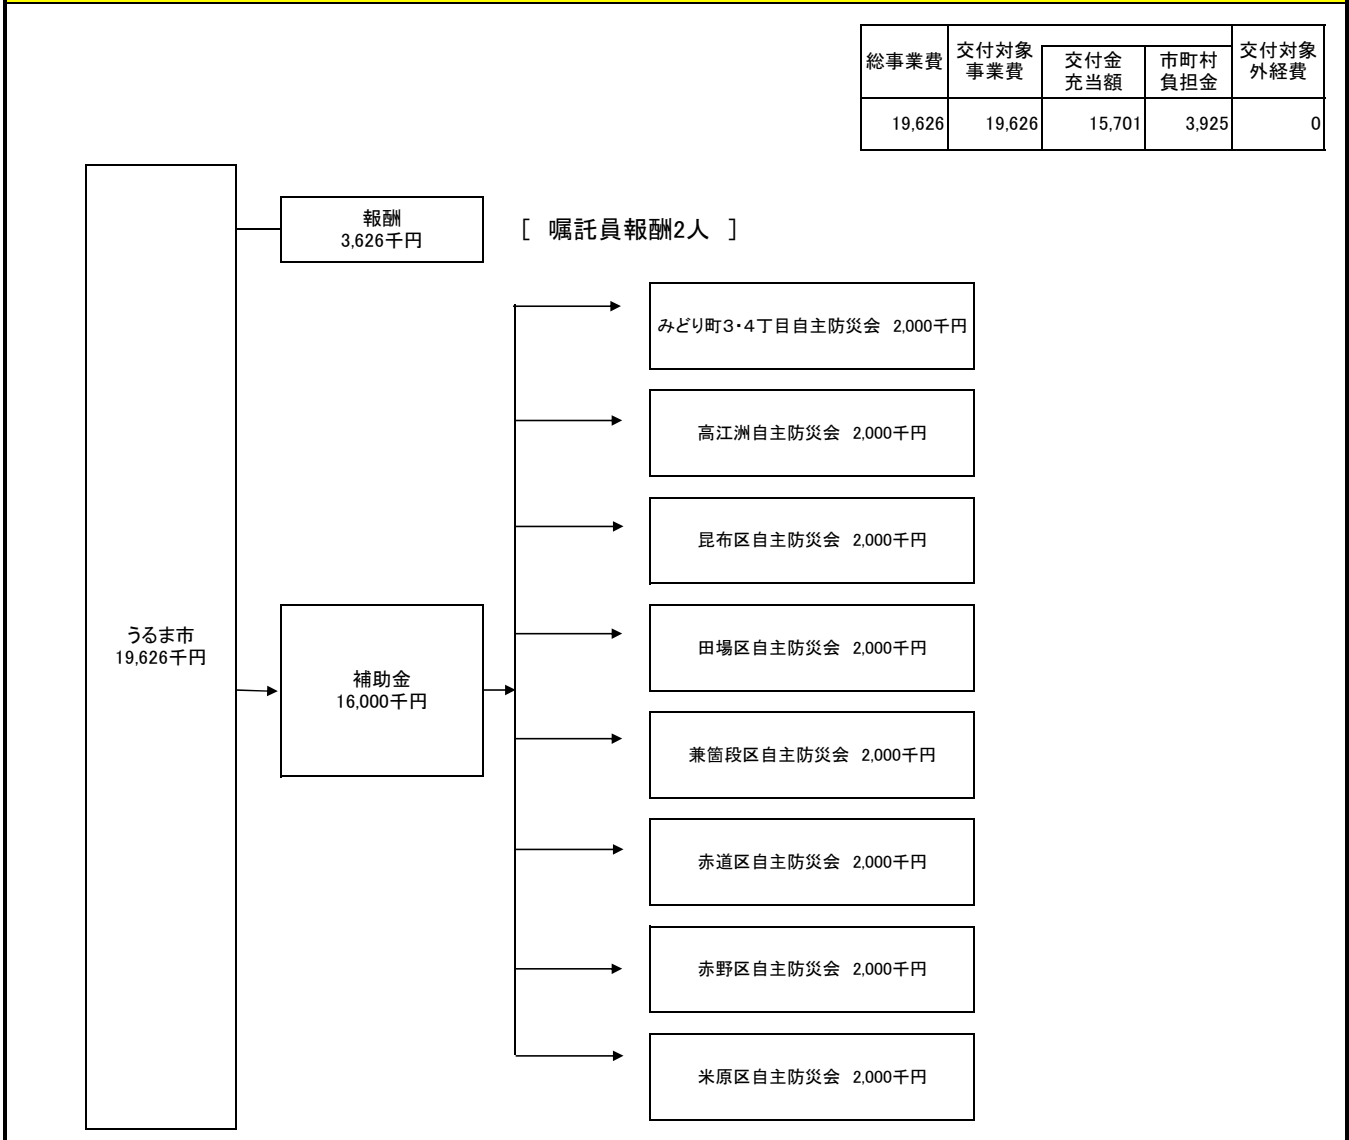 総事業費
交付対象
事業費
交付金
充当額
市町村
負担金
交付対象
外経費
19,626
19,626
15,701
3,925
0
報酬
3,626千円
[ 嘱託員報酬2人 ]
みどり町3・4丁目自主防災会 2,000千円
高江洲自主防災会 2,000千円
昆布区自主防災会 2,000千円
うるま市
19,626千円
補助金
16,000千円
田場区自主防災会 2,000千円
兼箇段区自主防災会 2,000千円
赤道区自主防災会 2,000千円
赤野区自主防災会 2,000千円
米原区自主防災会 2,000千円